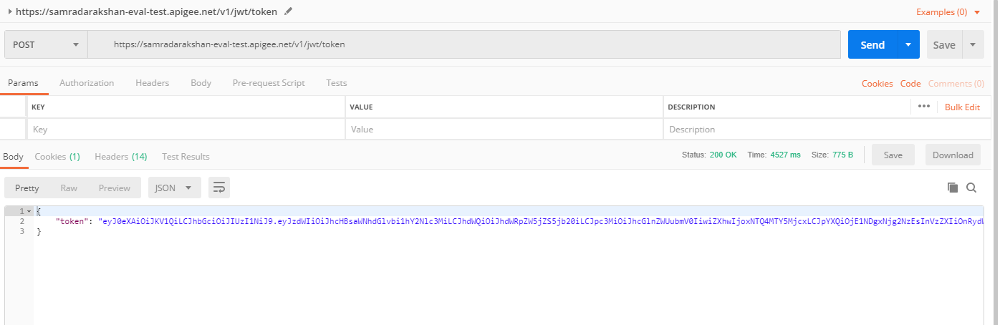 https://samradarakshan-eval-test.apigee.net/v1/jwt/token Examples (0)
POST https://samradarakshan-eval-test.apigee.net/v1/jwt/token Send Save
Params Authorization Headers Body Pre-request Script Tests Cookies Code Comments (0)
KEY VALUE DESCRIPTION ••• Bulk Edit
Key Value Description
Body Cookies (1) Headers (14) Test Results Status: 200 OK Time: 4527 ms Size: 775 B Save Download
Pretty Raw Preview JSON
1 {
2 "token": "eyJ0eXAiOiJKV1QiLCJhbGciOiJIUzI1NiJ9.eyJzdWIiOiJhcHBsaWNhdGlvbi1hY2Nlc3MiLCJhdWQiOiJhdWRpZW5jZS5jb20iLCJpc3MiOiJhcGlnZWUubmV0IiwiZXhwIjoxNTQ4MTY5MjcxLCJpYXQiOjE1NDgxNjg2NzEsInVzZXIiOnRydW
3 }